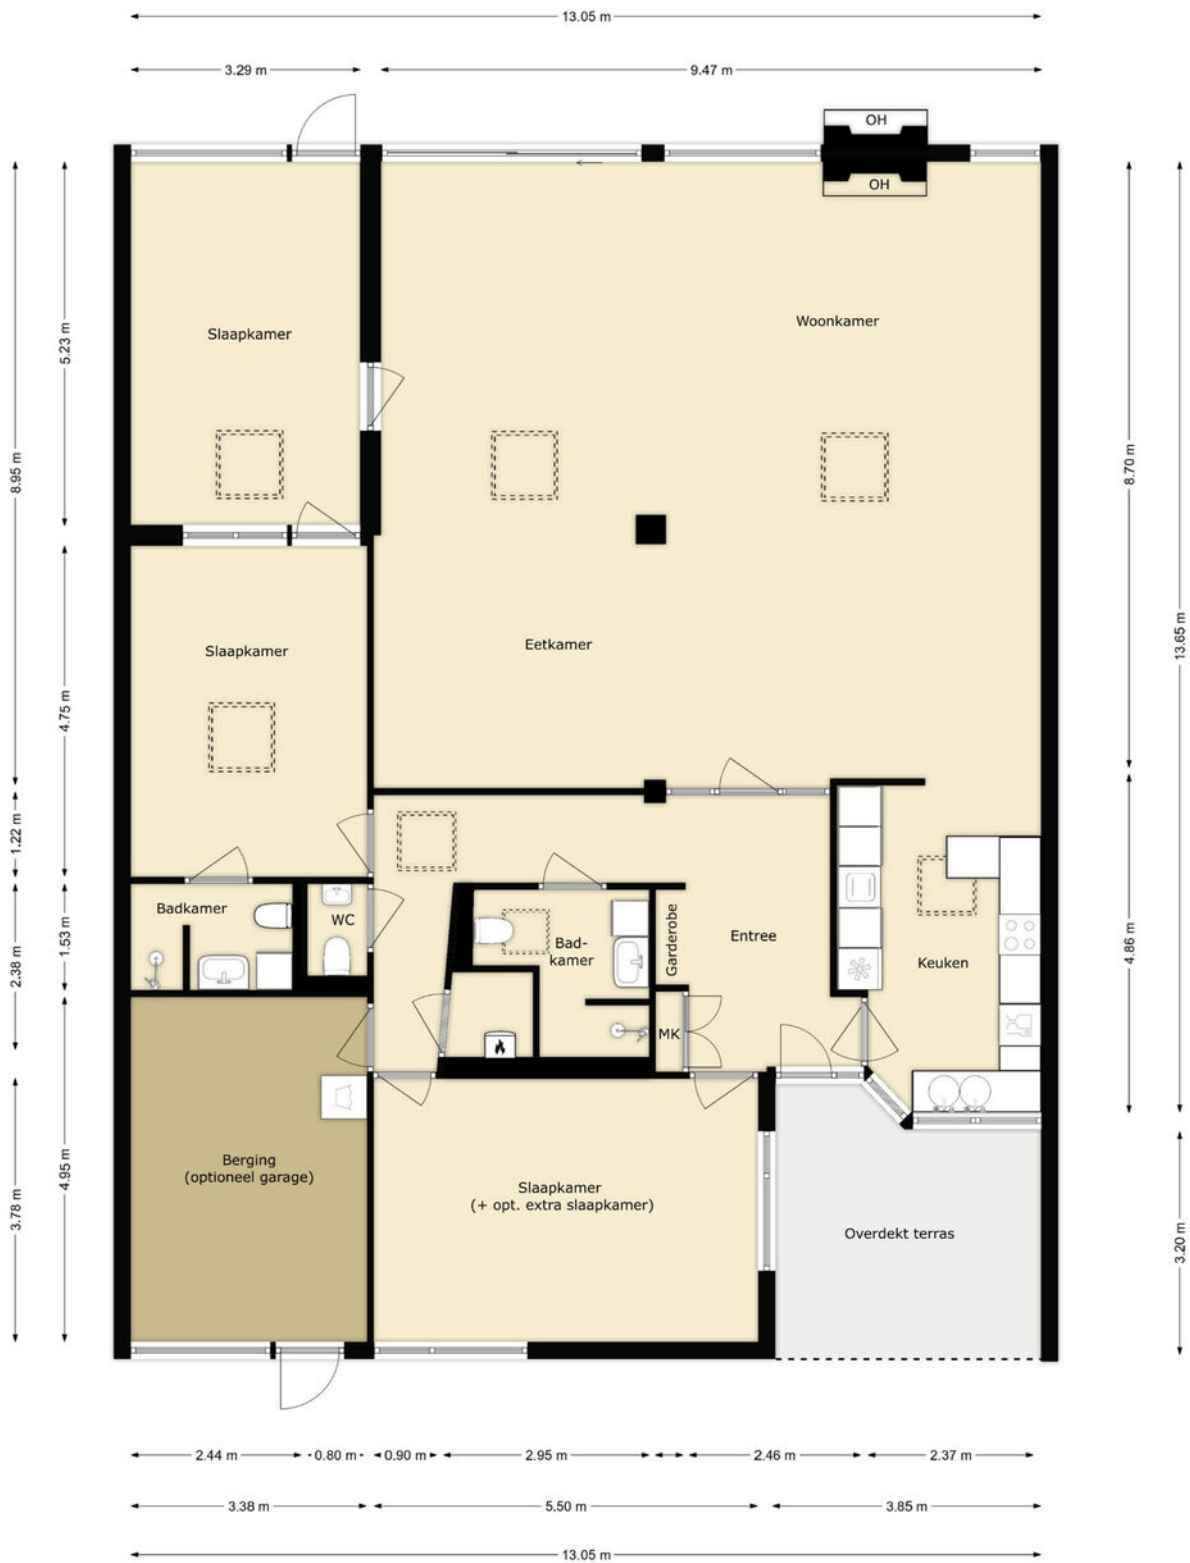 13.05 m
3.29 m
9.47 m
OH
OH
Slaapkamer
Woonkamer
5.23 m
8.95 m
8.70 m
13.65 m
Eetkamer
Slaapkamer
4.75 m
1.22 m
Badkamer
WC
Bad-
kamer
Garderobe
Entree
Keuken
1.53 m
2.38 m
4.86 m
MK
Berging
(optioneel garage)
Slaapkamer
(+ opt. extra slaapkamer)
Overdekt terras
4.95 m
3.78 m
3.20 m
2.44 m
0.80 m
0.90 m
2.95 m
2.46 m
2.37 m
3.38 m
5.50 m
3.85 m
13.05 m